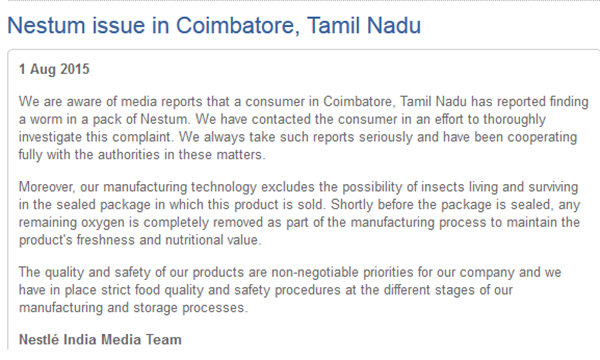 Nestum issue in Coimbatore, Tamil Nadu
1 Aug 2015
We are aware of media reports that a consumer in Coimbatore, Tamil Nadu has reported finding
a worm in a pack of Nestum. We have contacted the consumer in an effort to thoroughly
investigate this complaint. We always take such reports seriously and have been cooperating
fully with the authorities in these matters.
Moreover, our manufacturing technology excludes the possibility of insects living and surviving
in the sealed package in which this product is sold. Shortly before the package is sealed, any
remaining oxygen is completely removed as part of the manufacturing process to maintain the
product's freshness and nutritional value.
The quality and safety of our products are non-negotiable priorities for our company and we
have in place strict food quality and safety procedures at the different stages of our
manufacturing and storage processes.
Nestlé India Media Team